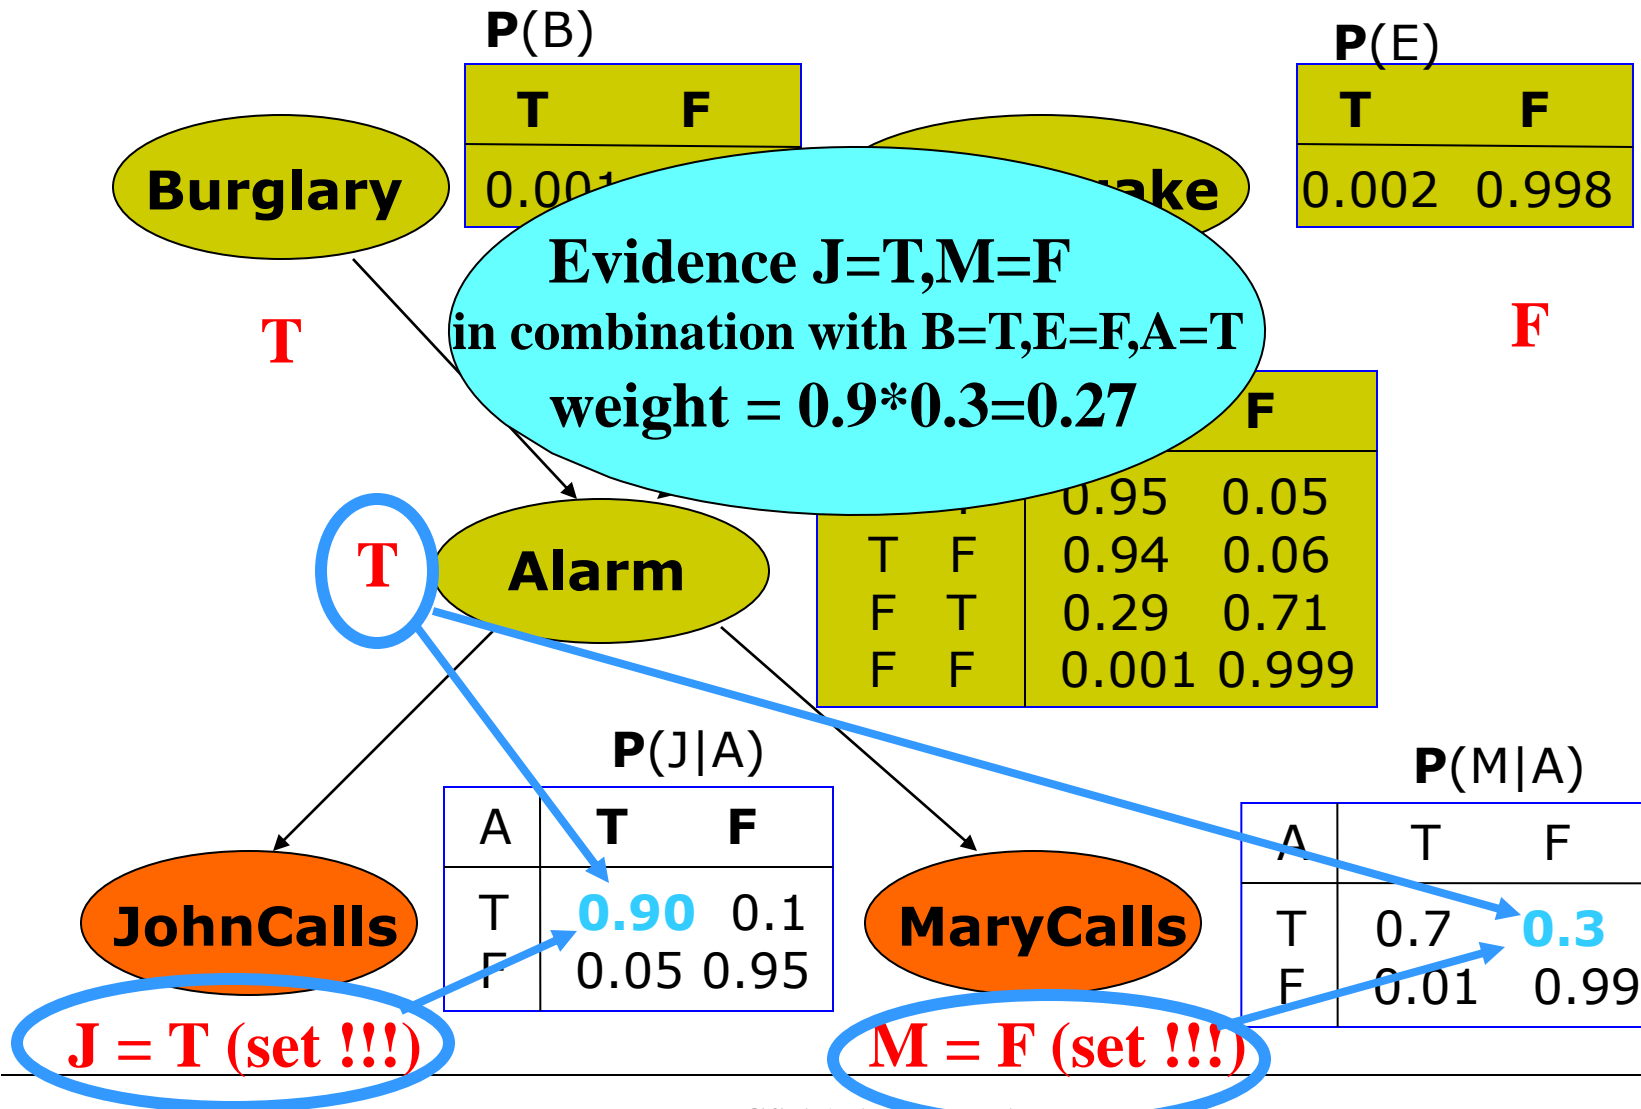 P(B)
P(E)
T F
T F
Burglary
0.001
0.002 0.998
Evidence J=T,M=F
in combination with B=T,E=F,A=T
weight = 0.9*0.3=0.27
T
F
F
0.95 0.05
T F 0.94 0.06
F T 0.29 0.71
F F 0.001 0.999
T
Alarm
P(J|A)
P(M|A)
A T F
T 0.90 0.1
F 0.05 0.95
A T F
T 0.7 0.3
F 0.01 0.99
JohnCalls
MaryCalls
J = T (set !!!)
M = F (set !!!)